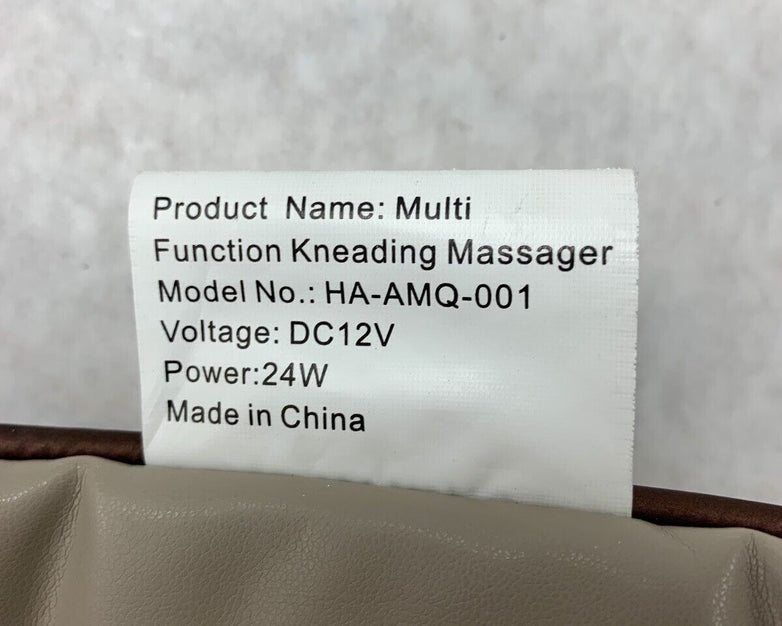 Product Name: Multi
Function Kneading Massager
Model No.: HA-AMQ-001
Voltage: DC12V
Power:24W
Made in China